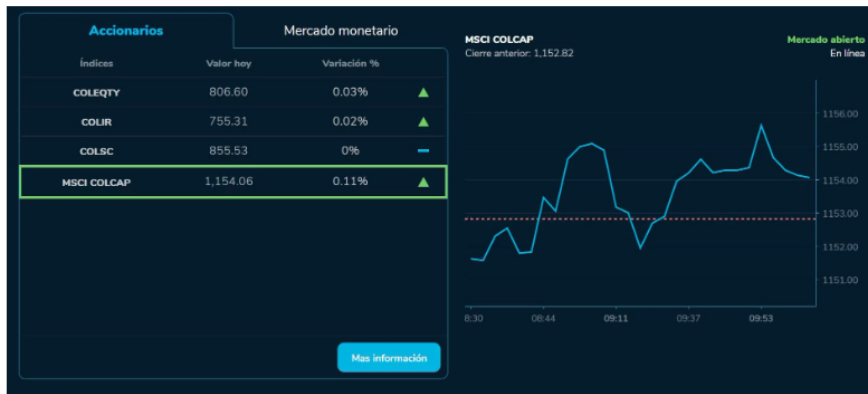 Accionarios
Mercado monetario
Índices Valor hoy Variación %
COLEQTY 806.60 0.03%
COLIR 755.31 0.02%
COLSC 855.53 0%
MSCI COLCAP 1,154.06 0.11%
Mas información
MSCI COLCAP
Cierre anterior: 1,152.82
Mercado abierto
En línea
1156.00
1155.00
1154.00
1153.00
1152.00
1151.00
8:30 08:44 09:11 09:37 09:53